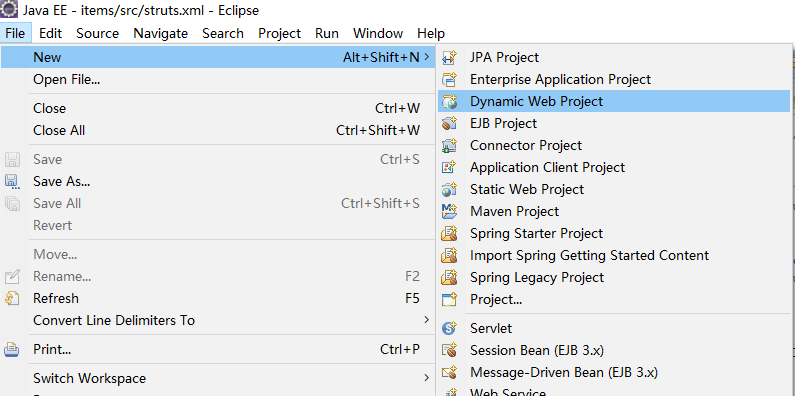 Java EE - items/src/struts.xml - Eclipse
File Edit Source Navigate Search Project Run Window Help
New Alt+Shift+N
Open File...
Close Ctrl+W
Close All Ctrl+Shift+W
Save Ctrl+S
Save As...
Save All Ctrl+Shift+S
Revert
Move...
Rename... F2
Refresh F5
Convert Line Delimiters To
Print... Ctrl+P
Switch Workspace
JPA Project
Enterprise Application Project
Dynamic Web Project
EJB Project
Connector Project
Application Client Project
Static Web Project
Maven Project
Spring Starter Project
Import Spring Getting Started Content
Spring Legacy Project
Project...
Servlet
Session Bean (EJB 3.x)
Message-Driven Bean (EJB 3.x)
Web Service